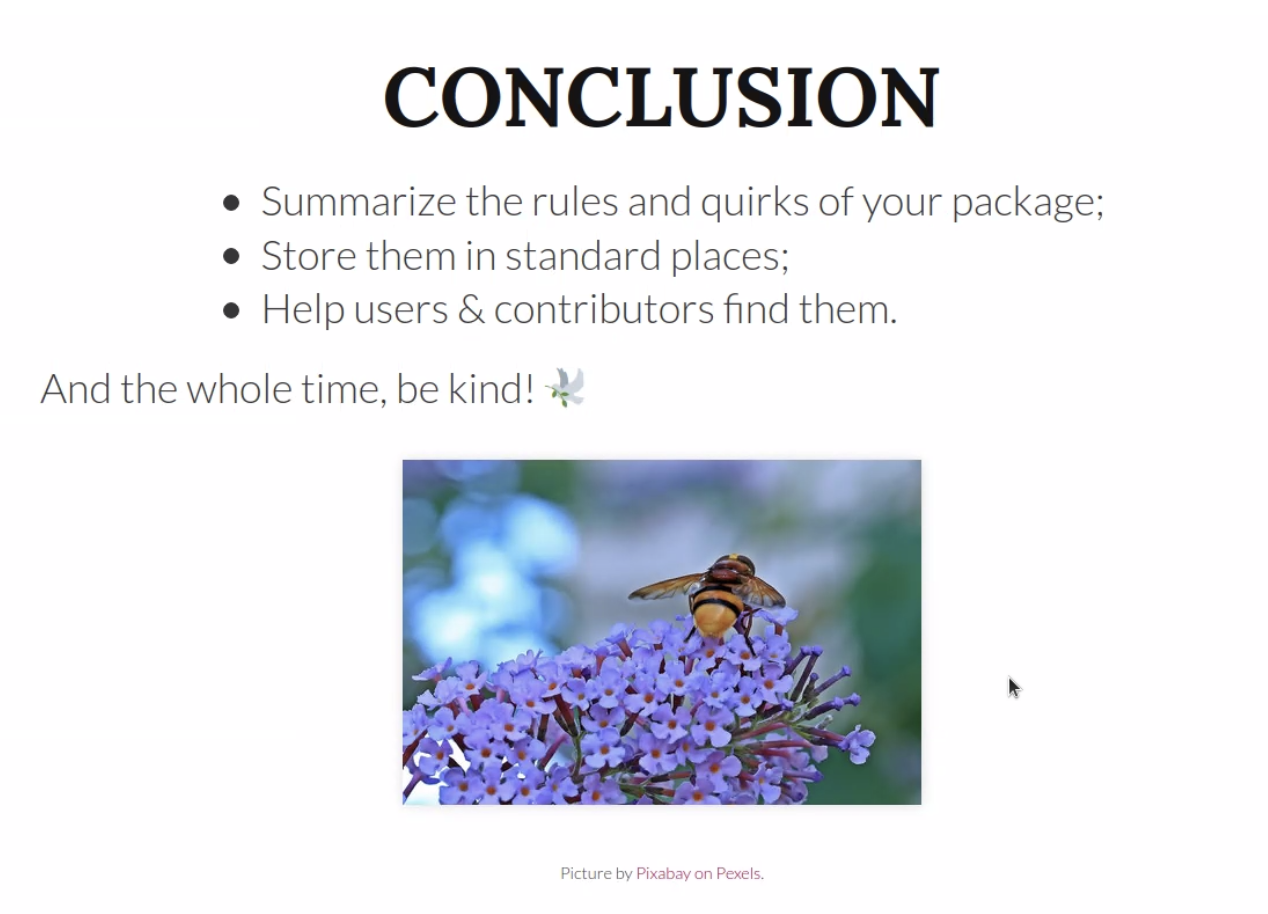 CONCLUSION
• Summarize the rules and quirks of your package;
• Store them in standard places;
• Help users & contributors find them.
And the whole time, be kind! 🕊️
Picture by Pixabay on Pexels.